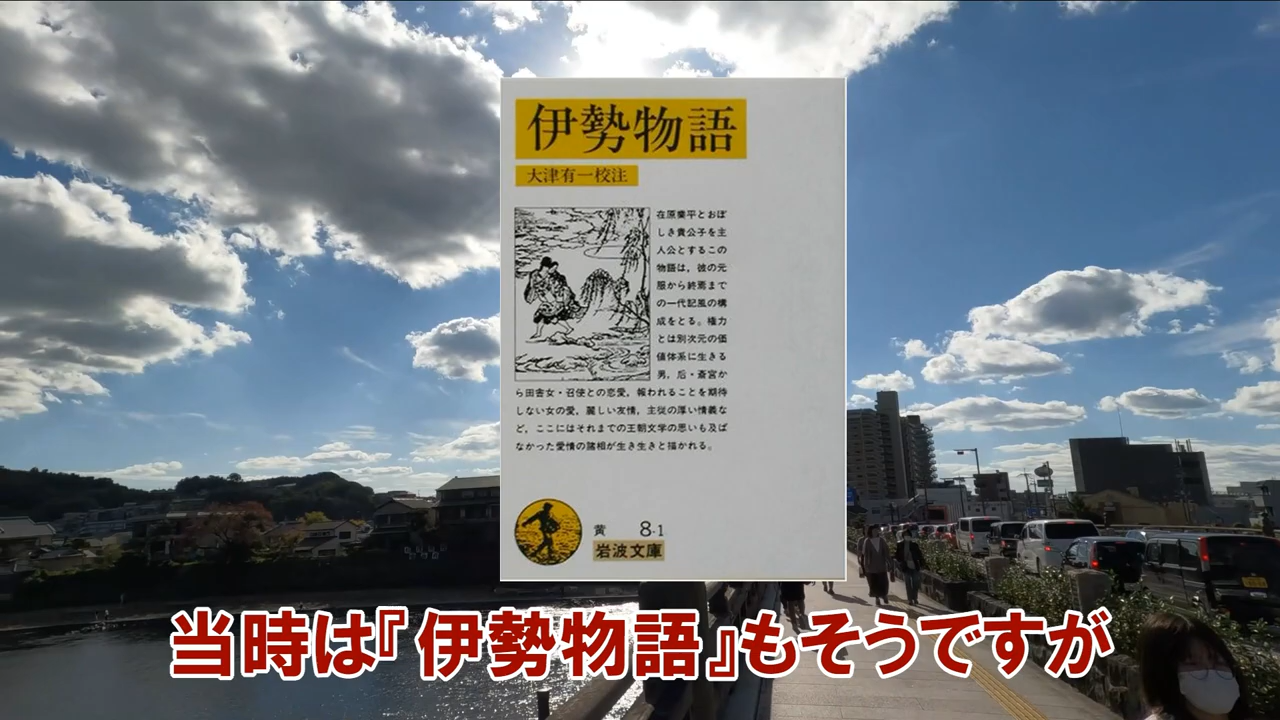 伊勢物語
大津有一校注
在原業平とおぼ
しき貴公子を主
人公とするこの
物語は，彼の元
服から終焉まで
の一代記風の構
成をとる。権力
とは別次元の価
値体系に生きる
男，后・斎宮か
ら田舎女・召使との恋愛，報われることを期待
しない女の愛，麗しい友情，主従の厚い情義な
ど，ここにはそれまでの王朝文学の思いも及ば
なかった愛情の諸相が生き生きと描かれる。
黄 8-1
岩波文庫
当時は『伊勢物語』もそうですが